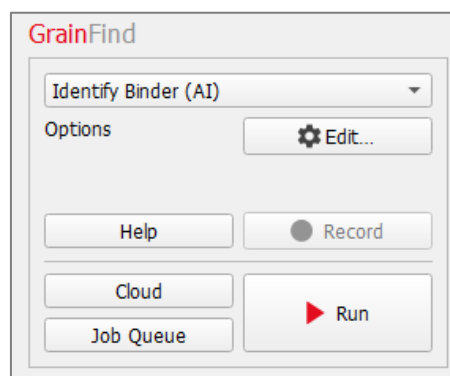 GrainFind
Identify Binder (AI)
Options
Edit...
Help
Record
Cloud
Job Queue
Run